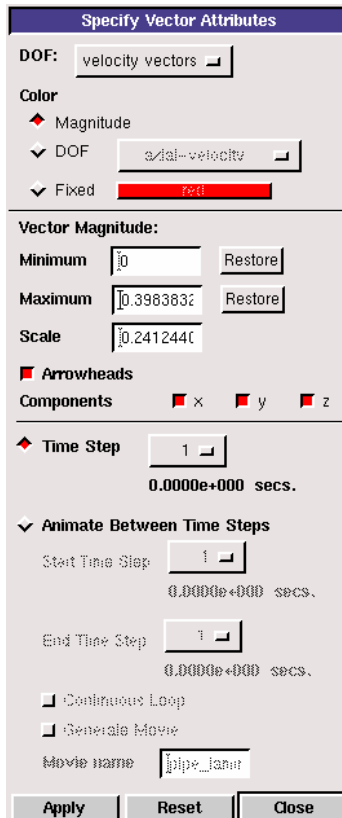 Specify Vector Attributes
DOF: velocity vectors
Color
Magnitude
DOF axial-velocity
Fixed red
Vector Magnitude:
Minimum 0 Restore
Maximum 0.3983832 Restore
Scale 0.241244
Arrowheads
Components x y z
Time Step 1
0.0000e+000 secs.
Animate Between Time Steps
Start Time Step 1
0.0000e+000 secs.
End Time Step 1
0.0000e+000 secs.
Continuous Loop
Generate Movie
Movie name pipe_lamr
Apply Reset Close